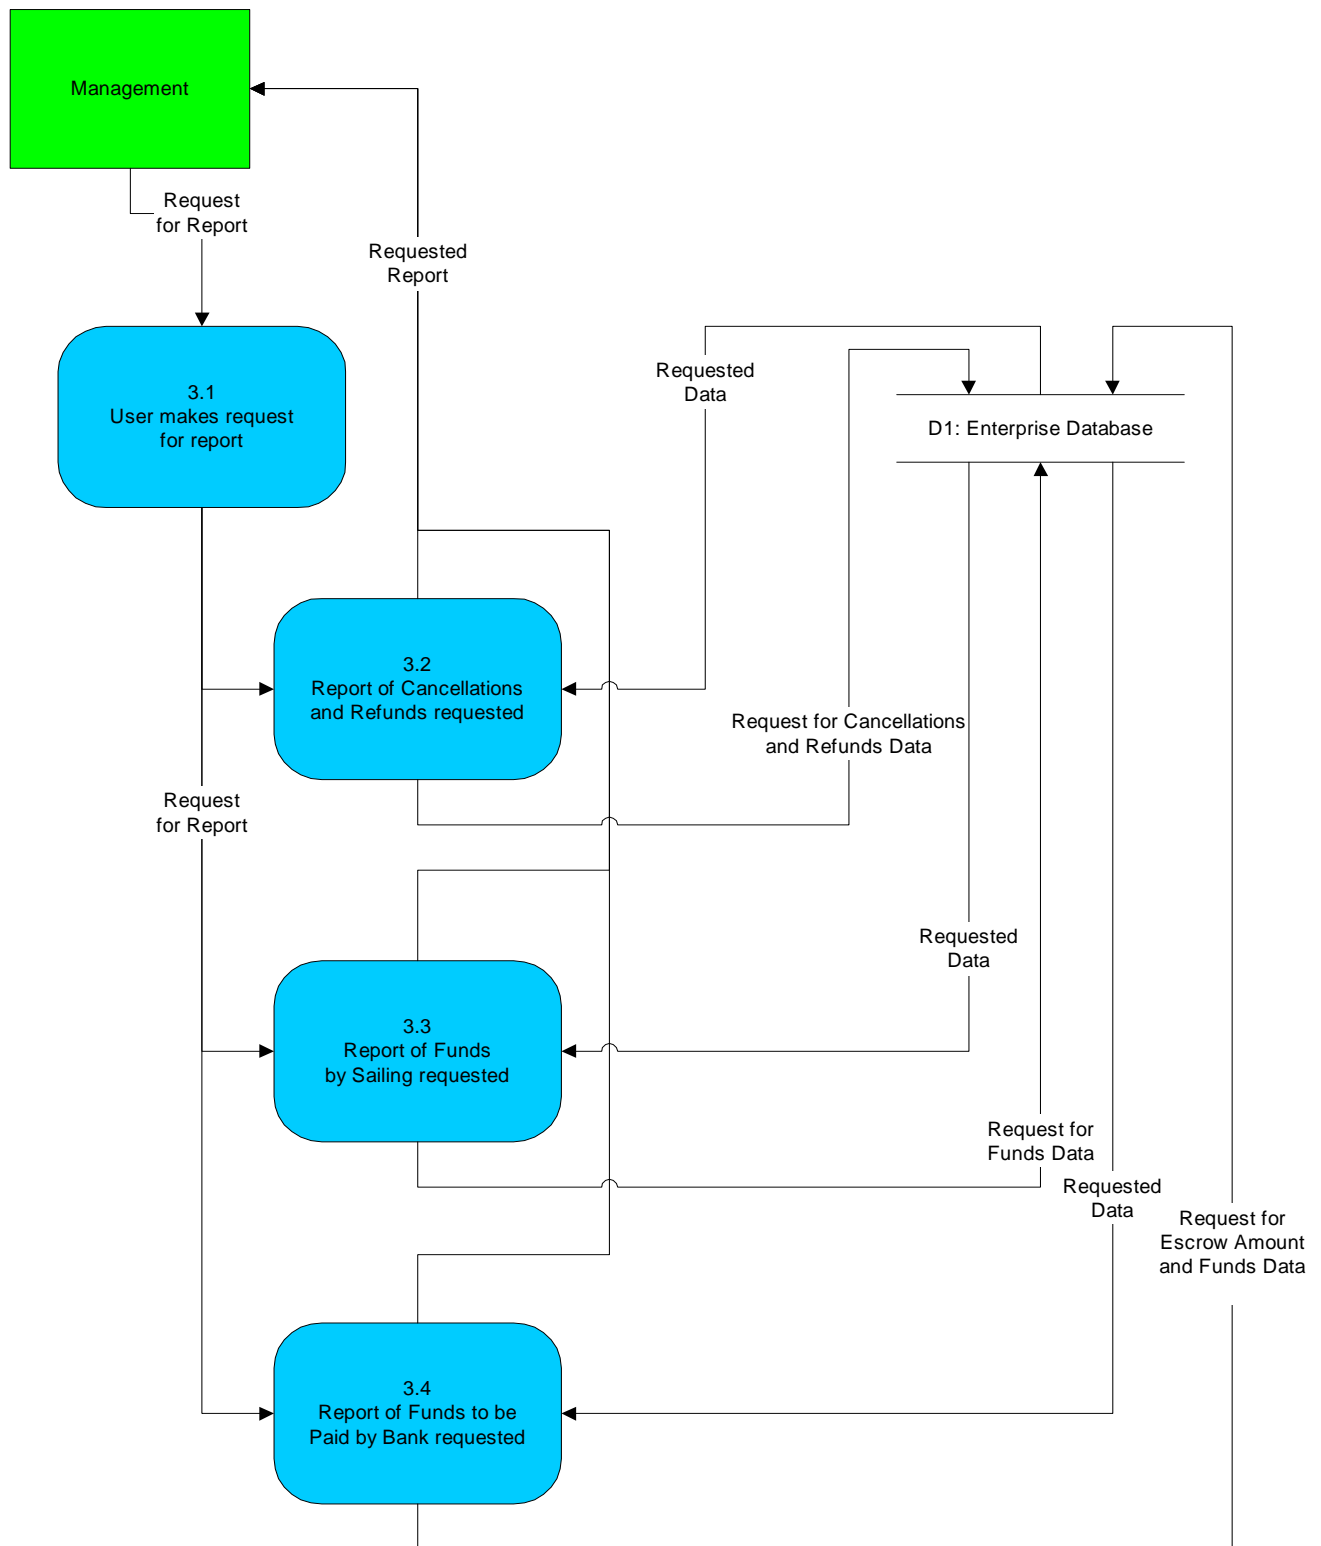 Management
Request
for Report
Requested
Report
3.1
User makes request
for report
Requested
Data
D1: Enterprise Database
3.2
Report of Cancellations
and Refunds requested
Request for Cancellations
and Refunds Data
Request
for Report
Requested
Data
3.3
Report of Funds
by Sailing requested
Request for
Funds Data
Requested
Data
Request for
Escrow Amount
and Funds Data
3.4
Report of Funds to be
Paid by Bank requested